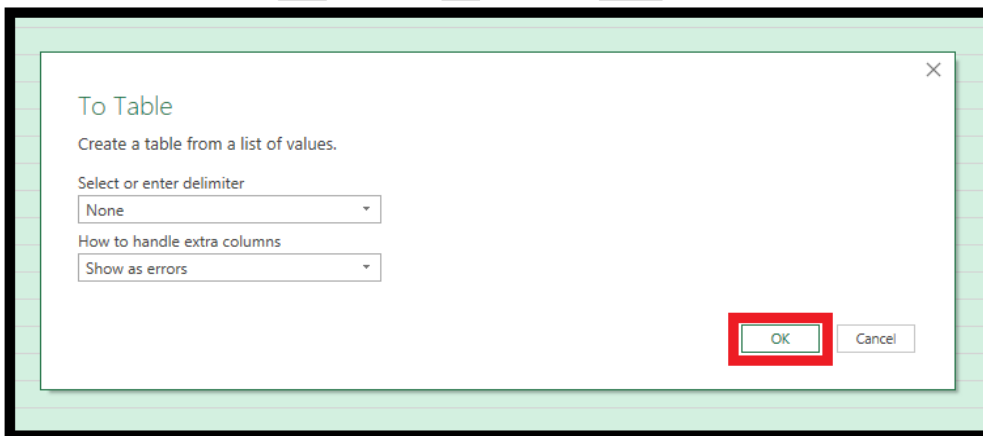 To Table
Create a table from a list of values.
Select or enter delimiter
None
How to handle extra columns
Show as errors
OK
Cancel